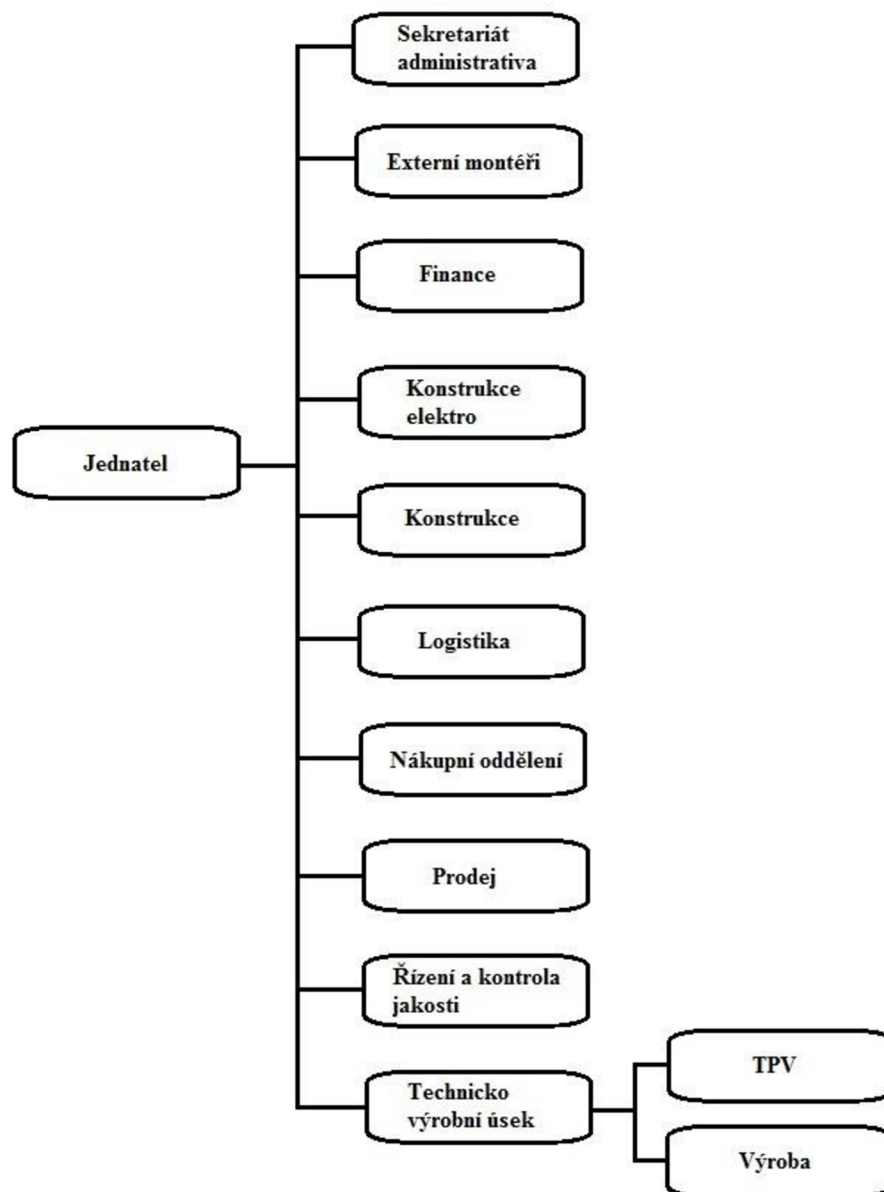 Sekretariát
administrativa
Externí montéři
Finance
Konstrukce
elektro
Jednatel
Konstrukce
Logistika
Nákupní oddělení
Prodej
Řízení a kontrola
jakosti
Technicko
výrobní úsek
TPV
Výroba